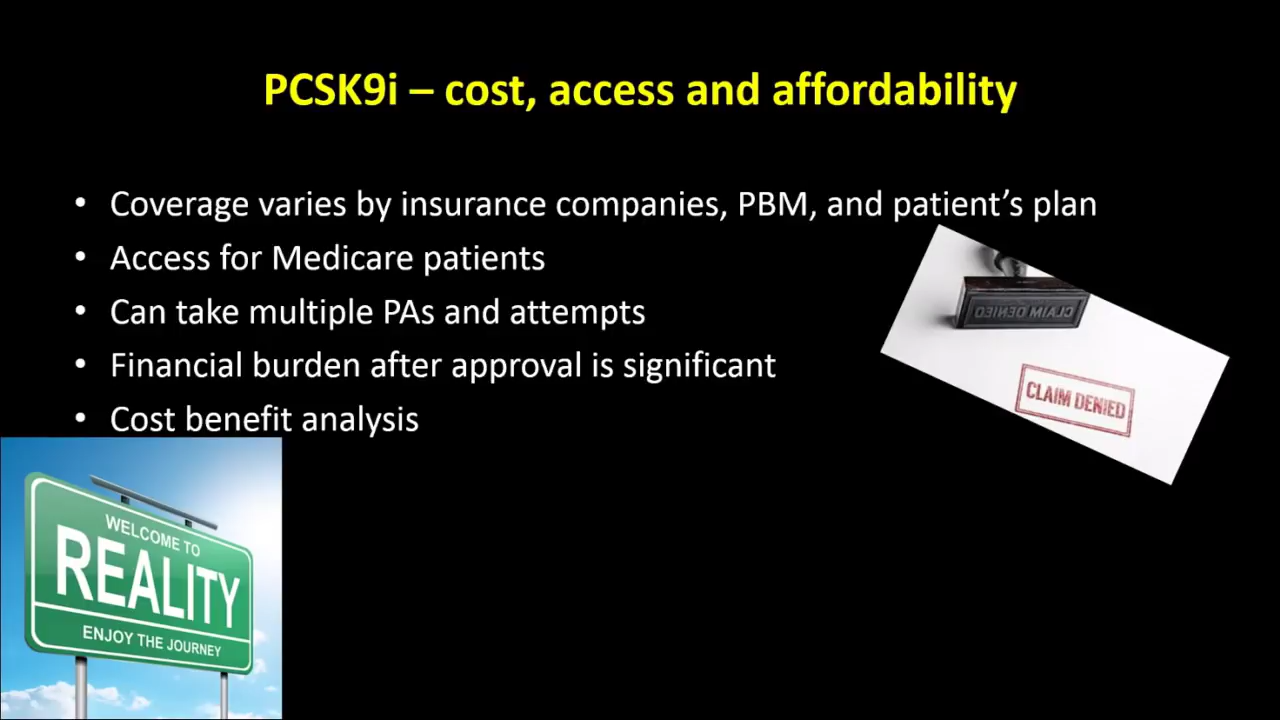 PCSK9i – cost, access and affordability
• Coverage varies by insurance companies, PBM, and patient’s plan
• Access for Medicare patients
• Can take multiple PAs and attempts
• Financial burden after approval is significant
• Cost benefit analysis
CLAIM DENIED
CLAIM DENIED
WELCOME TO
REALITY
ENJOY THE JOURNEY